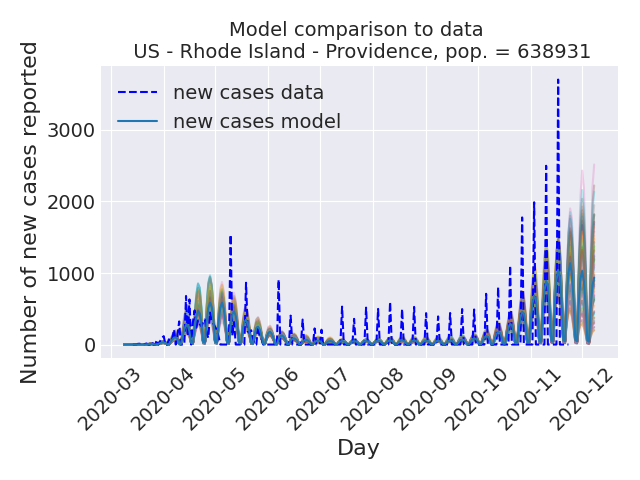 Model comparison to data
US - Rhode Island - Providence, pop. = 638931
Number of new cases reported
new cases data
new cases model
3000
2000
1000
0
2020-03
2020-04
2020-05
2020-06
2020-07
2020-08
2020-09
2020-10
2020-11
2020-12
Day